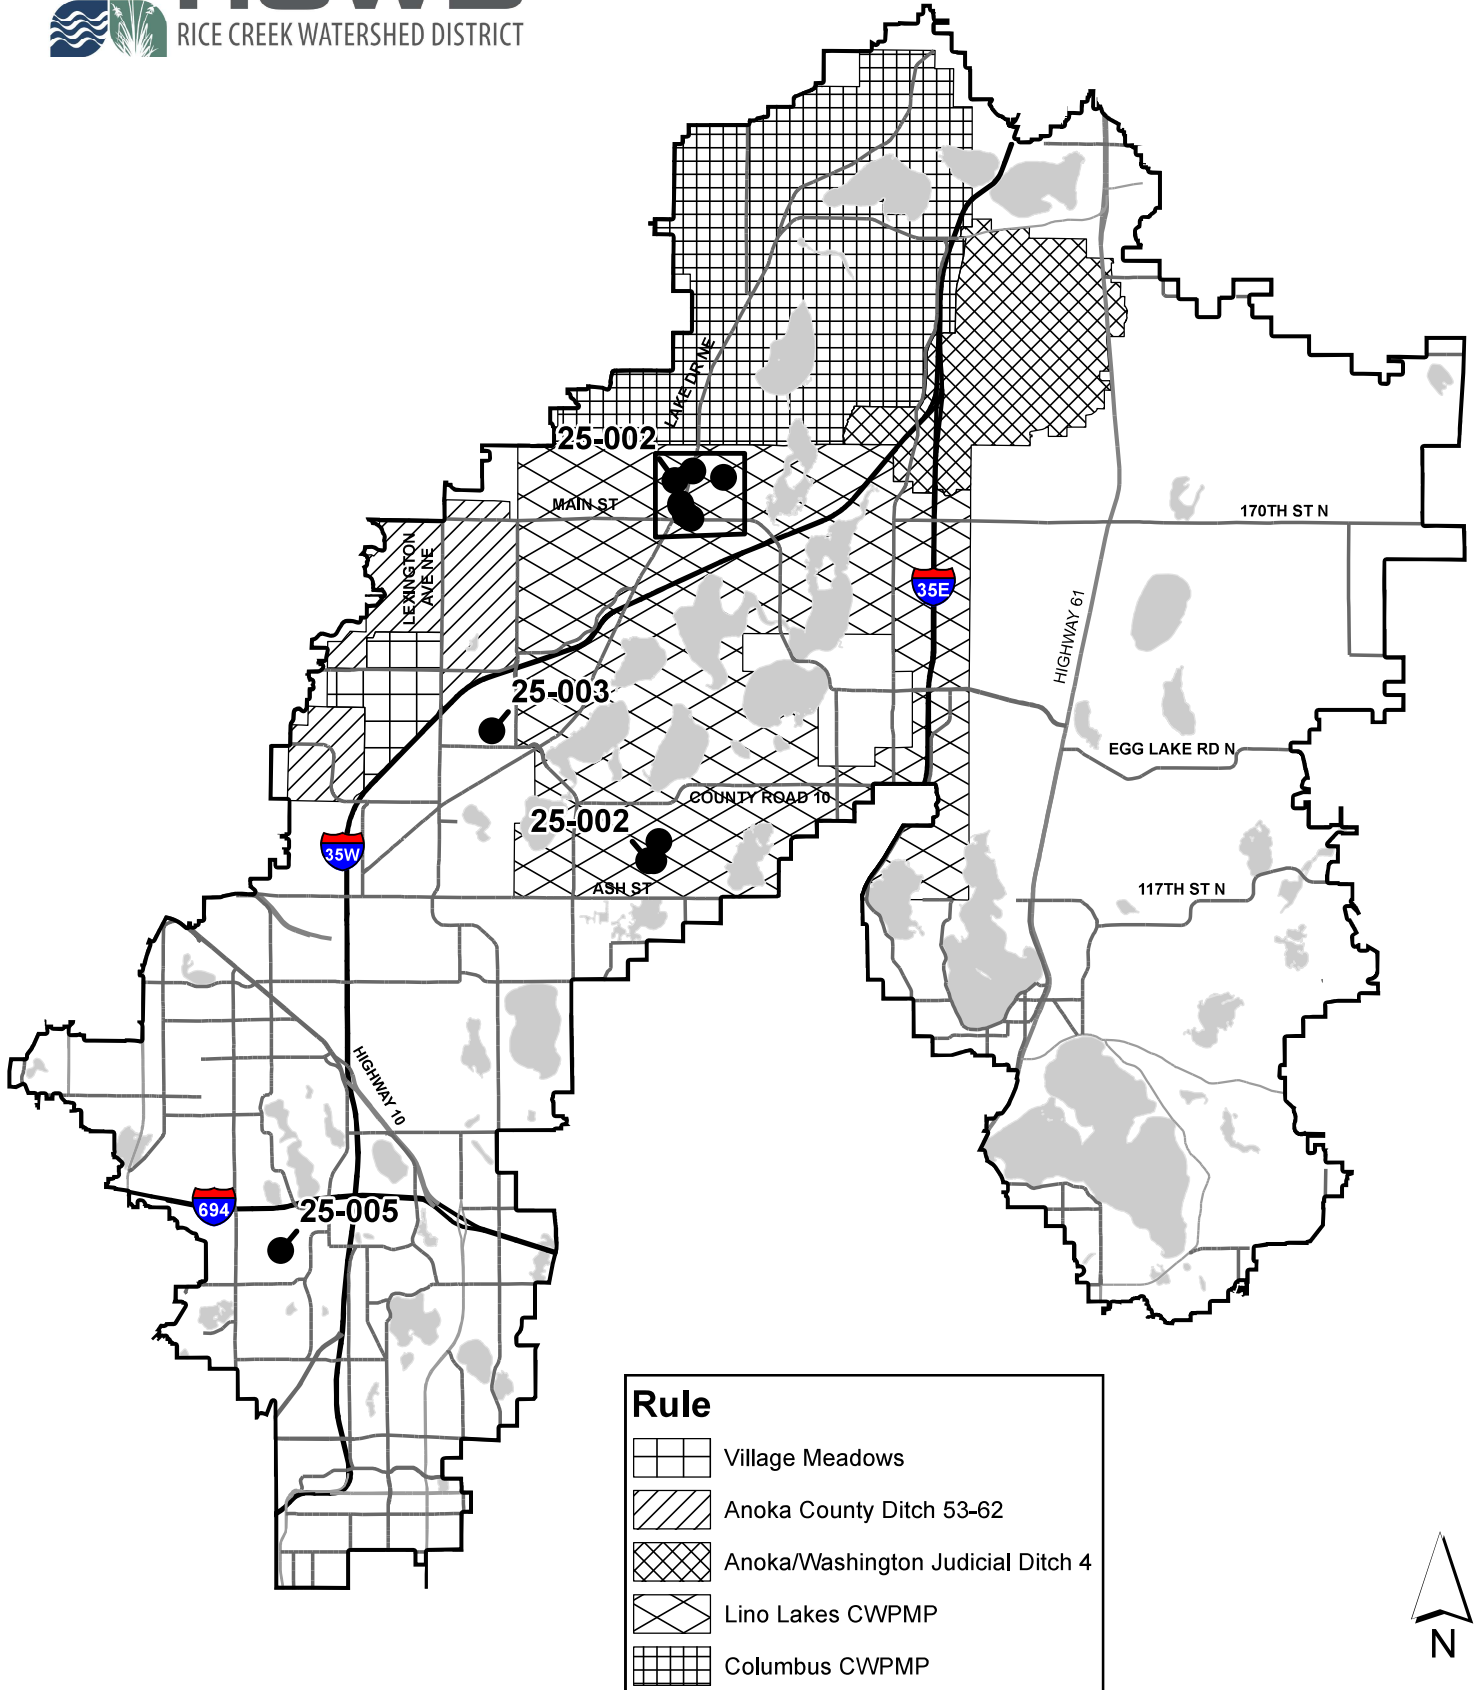 RICE CREEK WATERSHED DISTRICT
LAKE DR NE
25-002
MAIN ST
170TH ST N
LEXINGTON
AVE NE
35E
HIGHWAY 61
25-003
EGG LAKE RD N
COUNTY ROAD 10
25-002
35W
ASH ST
117TH ST N
HIGHWAY 10
694
25-005
Rule
Village Meadows
Anoka County Ditch 53-62
Anoka/Washington Judicial Ditch 4
Lino Lakes CWPMP
Columbus CWPMP
N